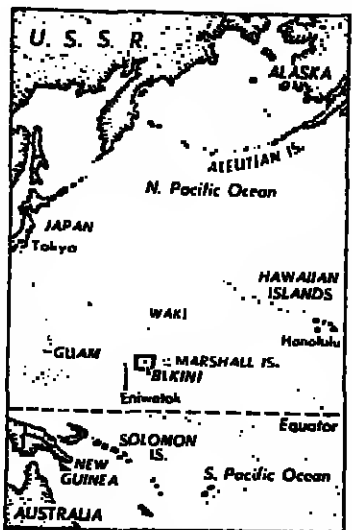 U. S. S. R
ALASKA
ALEUTIAN IS.
N. Pacific Ocean
JAPAN
Tokyo
HAWAIIAN
ISLANDS
WAKI
Honolulu
GUAM
MARSHALL IS.
BIKINI
Eniwetok
Equator
SOLOMON
IS.
NEW
GUINEA
S. Pacific Ocean
AUSTRALIA